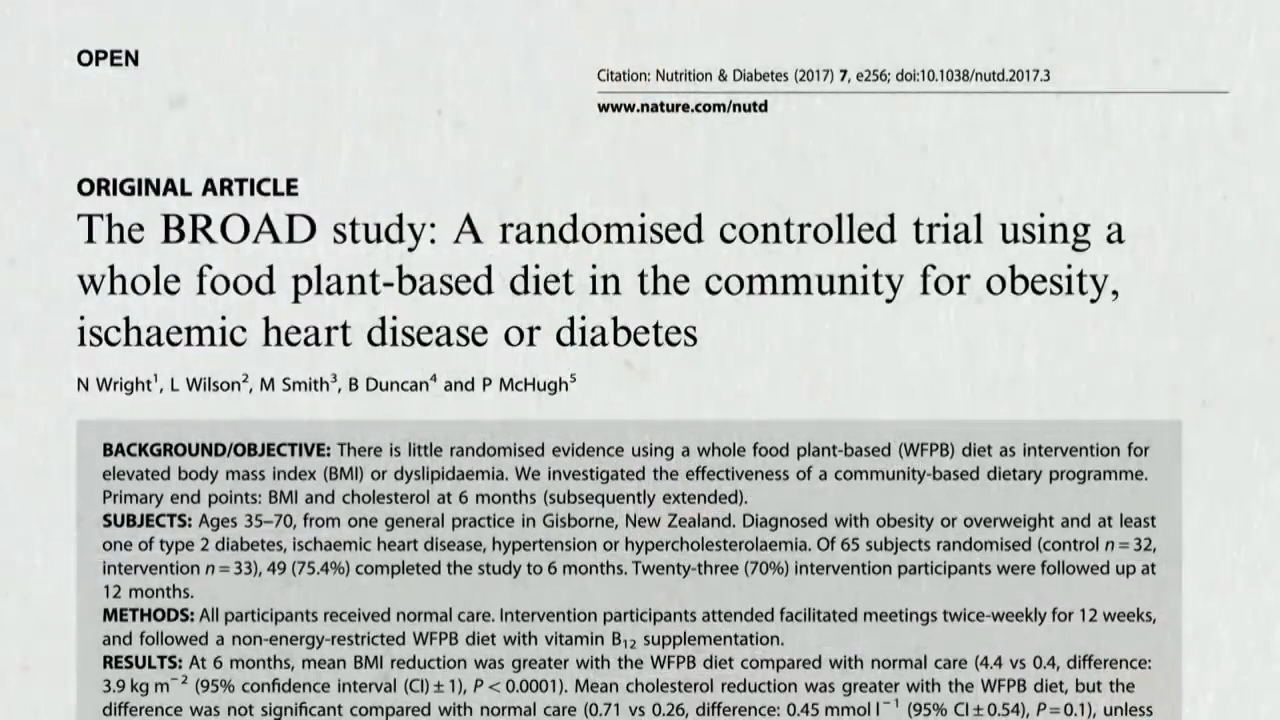 OPEN
Citation: Nutrition & Diabetes (2017) 7, e256; doi:10.1038/nutd.2017.3
www.nature.com/nutd
ORIGINAL ARTICLE
The BROAD study: A randomised controlled trial using a
whole food plant-based diet in the community for obesity,
ischaemic heart disease or diabetes
N Wright¹, L Wilson², M Smith³, B Duncan⁴ and P McHugh⁵
BACKGROUND/OBJECTIVE: There is little randomised evidence using a whole food plant-based (WFPB) diet as intervention for
elevated body mass index (BMI) or dyslipidaemia. We investigated the effectiveness of a community-based dietary programme.
Primary end points: BMI and cholesterol at 6 months (subsequently extended).
SUBJECTS: Ages 35–70, from one general practice in Gisborne, New Zealand. Diagnosed with obesity or overweight and at least
one of type 2 diabetes, ischaemic heart disease, hypertension or hypercholesterolaemia. Of 65 subjects randomised (control n = 32,
intervention n = 33), 49 (75.4%) completed the study to 6 months. Twenty-three (70%) intervention participants were followed up at
12 months.
METHODS: All participants received normal care. Intervention participants attended facilitated meetings twice-weekly for 12 weeks,
and followed a non-energy-restricted WFPB diet with vitamin B₁₂ supplementation.
RESULTS: At 6 months, mean BMI reduction was greater with the WFPB diet compared with normal care (4.4 vs 0.4, difference:
3.9 kg m⁻² (95% confidence interval (CI) ± 1), P < 0.0001). Mean cholesterol reduction was greater with the WFPB diet, but the
difference was not significant compared with normal care (0.71 vs 0.26, difference: 0.45 mmol l⁻¹ (95% CI ± 0.54), P = 0.1), unless